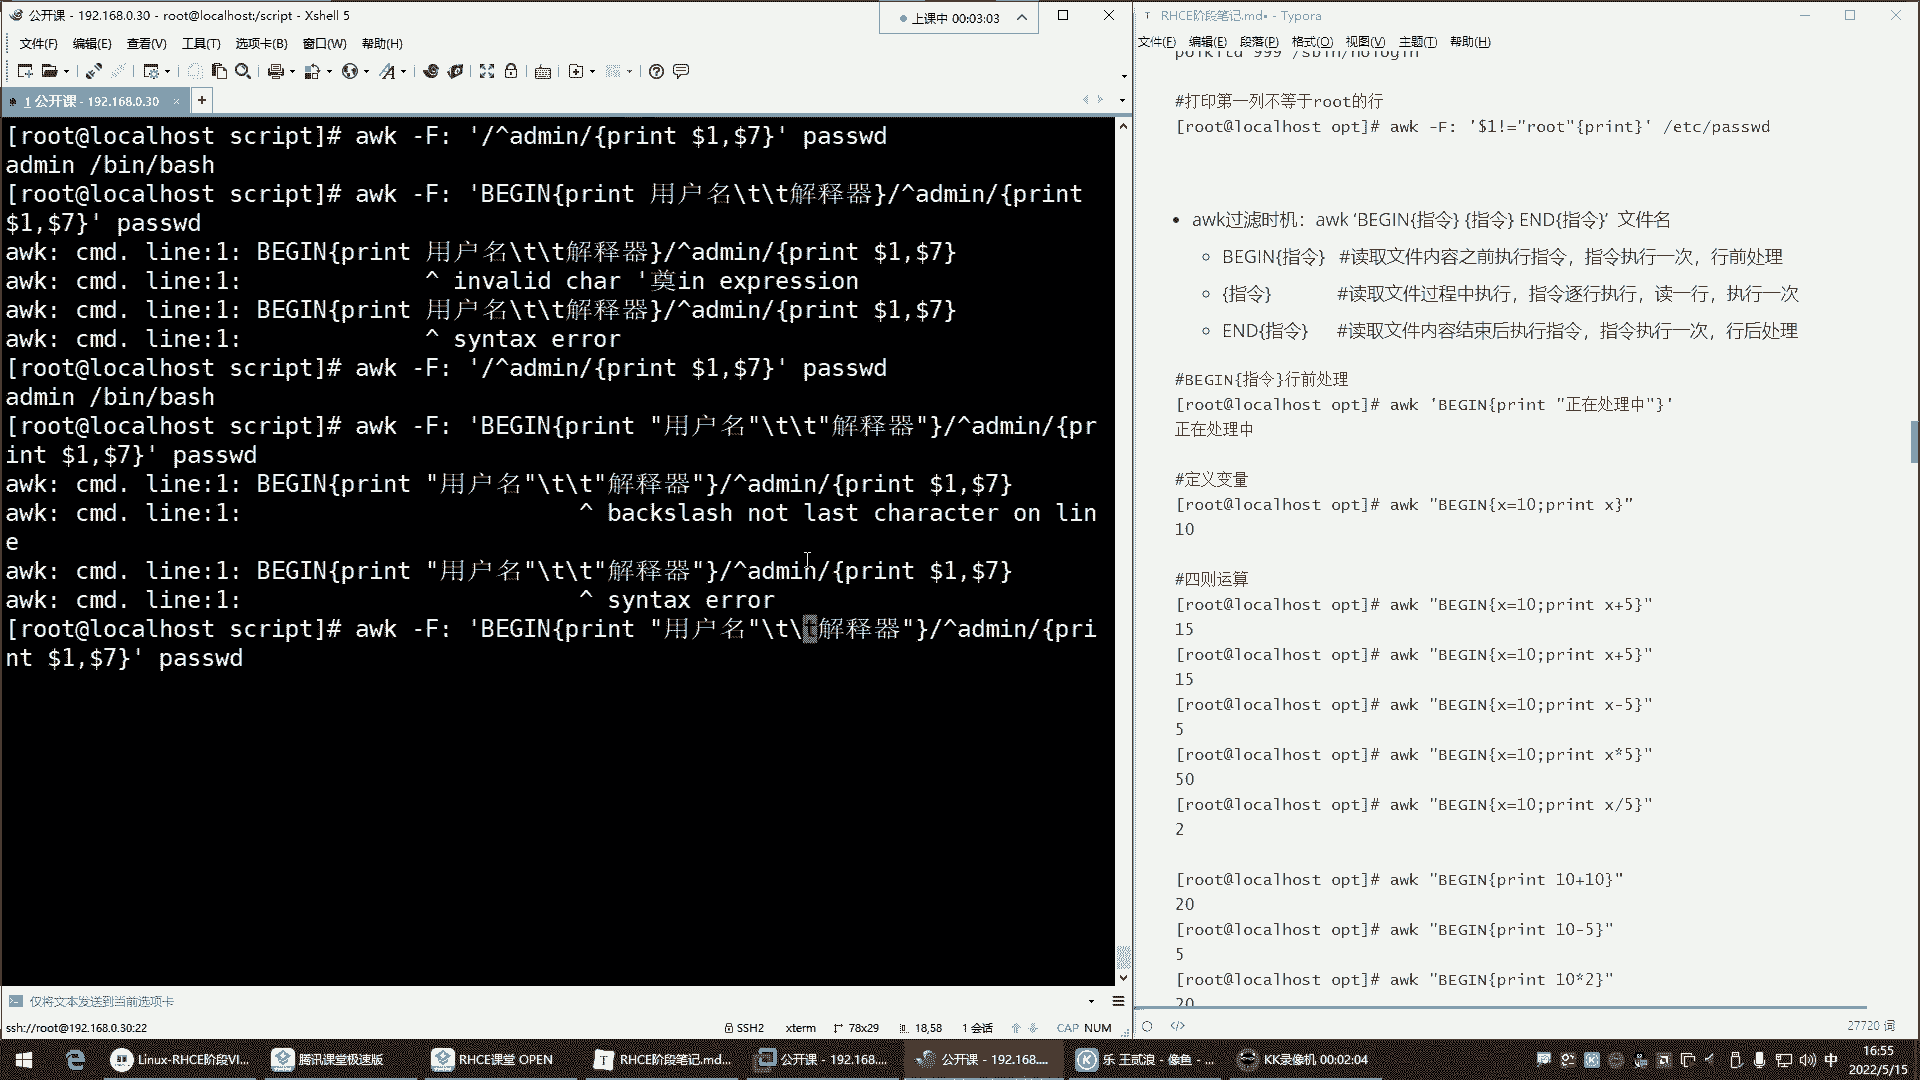 公开课 - 192.168.0.30 - root@localhost:/script - Xshell 5
上课中 00:03:03
文件(F) 编辑(E) 查看(V) 工具(T) 选项卡(B) 窗口(W) 帮助(H)
1 公开课 - 192.168.0.30
[root@localhost script]# awk -F: '/^admin/{print $1,$7}' passwd
admin /bin/bash
[root@localhost script]# awk -F: 'BEGIN{print 用户名\t\t解释器}/^admin/{print
$1,$7}' passwd
awk: cmd. line:1: BEGIN{print 用户名\t\t解释器}/^admin/{print $1,$7}
awk: cmd. line:1: ^ invalid char '奠in expression
awk: cmd. line:1: BEGIN{print 用户名\t\t解释器}/^admin/{print $1,$7}
awk: cmd. line:1: ^ syntax error
[root@localhost script]# awk -F: '/^admin/{print $1,$7}' passwd
admin /bin/bash
[root@localhost script]# awk -F: 'BEGIN{print "用户名"\t\t"解释器"}/^admin/{pr
int $1,$7}' passwd
awk: cmd. line:1: BEGIN{print "用户名"\t\t"解释器"}/^admin/{print $1,$7}
awk: cmd. line:1: ^ backslash not last character on lin
e
awk: cmd. line:1: BEGIN{print "用户名"\t\t"解释器"}/^admin/{print $1,$7}
awk: cmd. line:1: ^ syntax error
[root@localhost script]# awk -F: 'BEGIN{print "用户名"\t\t解释器"}/^admin/{pri
nt $1,$7}' passwd
仅将文本发送到当前选项卡
ssh://root@192.168.0.30:22 SSH2 xterm 78x29 18,58 1 会话 CAP NUM
RHCE阶段笔记.md• - Typora
文件(F) 编辑(E) 段落(P) 格式(O) 视图(V) 主题(T) 帮助(H)
polkitd 999 /sbin/nologin
#打印第一列不等于root的行
[root@localhost opt]# awk -F: '$1!="root"{print}' /etc/passwd
awk过滤时机：awk ‘BEGIN{指令} {指令} END{指令}’ 文件名
BEGIN{指令} #读取文件内容之前执行指令，指令执行一次，行前处理
{指令} #读取文件过程中执行，指令逐行执行，读一行，执行一次
END{指令} #读取文件内容结束后执行指令，指令执行一次，行后处理
#BEGIN{指令}行前处理
[root@localhost opt]# awk 'BEGIN{print "正在处理中"}'
正在处理中
#定义变量
[root@localhost opt]# awk "BEGIN{x=10;print x}"
10
#四则运算
[root@localhost opt]# awk "BEGIN{x=10;print x+5}"
15
[root@localhost opt]# awk "BEGIN{x=10;print x+5}"
15
[root@localhost opt]# awk "BEGIN{x=10;print x-5}"
5
[root@localhost opt]# awk "BEGIN{x=10;print x*5}"
50
[root@localhost opt]# awk "BEGIN{x=10;print x/5}"
2
[root@localhost opt]# awk "BEGIN{print 10+10}"
20
[root@localhost opt]# awk "BEGIN{print 10-5}"
5
[root@localhost opt]# awk "BEGIN{print 10*2}"
20
</> 27720 词
Linux-RHCE阶段VI... 腾讯课堂极速版 RHCE课堂 OPEN RHCE阶段笔记.md... 公开课 - 192.168.... 公开课 - 192.168.... 乐 王贰浪 - 像鱼 - ... KK录像机 00:02:04 中 16:55
2022/5/15